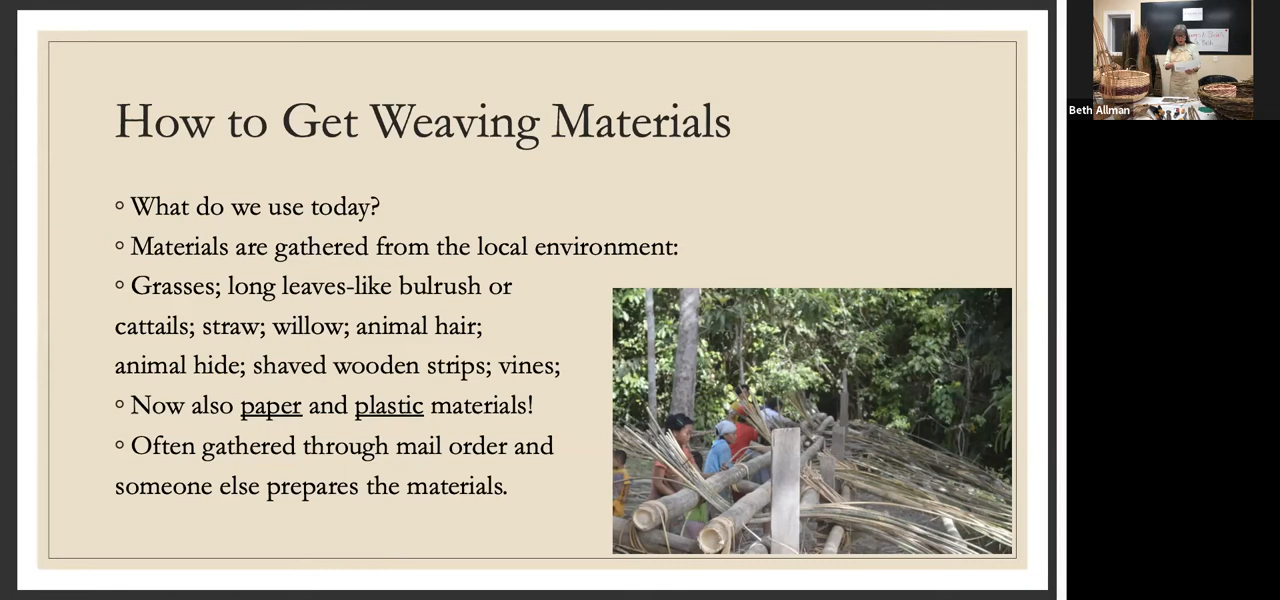 How to Get Weaving Materials
◦ What do we use today?
◦ Materials are gathered from the local environment:
◦ Grasses; long leaves-like bulrush or
cattails; straw; willow; animal hair;
animal hide; shaved wooden strips; vines;
◦ Now also paper and plastic materials!
◦ Often gathered through mail order and
someone else prepares the materials.
Beth Allman